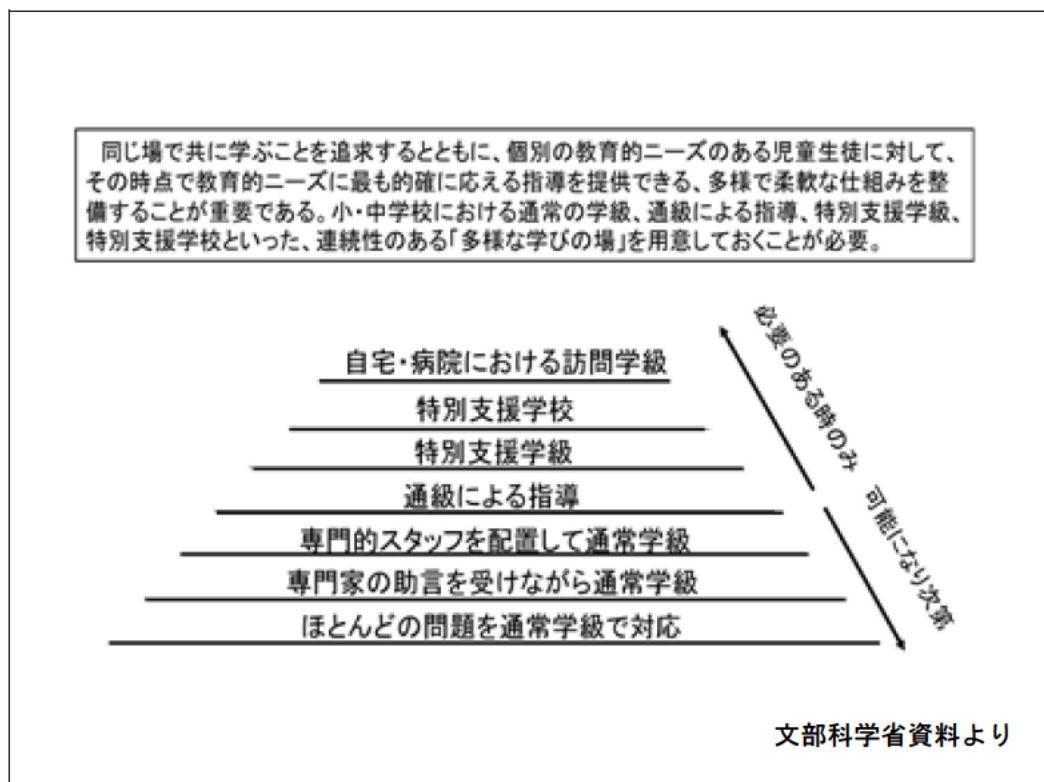 同じ場で共に学ぶことを追求するとともに、個別の教育的ニーズのある児童生徒に対して、
その時点で教育的ニーズに最も的確に応える指導を提供できる、多様で柔軟な仕組みを整
備することが重要である。小・中学校における通常の学級、通級による指導、特別支援学級、
特別支援学校といった、連続性のある「多様な学びの場」を用意しておくことが必要。
自宅・病院における訪問学級
特別支援学校
特別支援学級
通級による指導
専門的スタッフを配置して通常学級
専門家の助言を受けながら通常学級
ほとんどの問題を通常学級で対応
必要のある時のみ 可能になり次第
文部科学省資料より